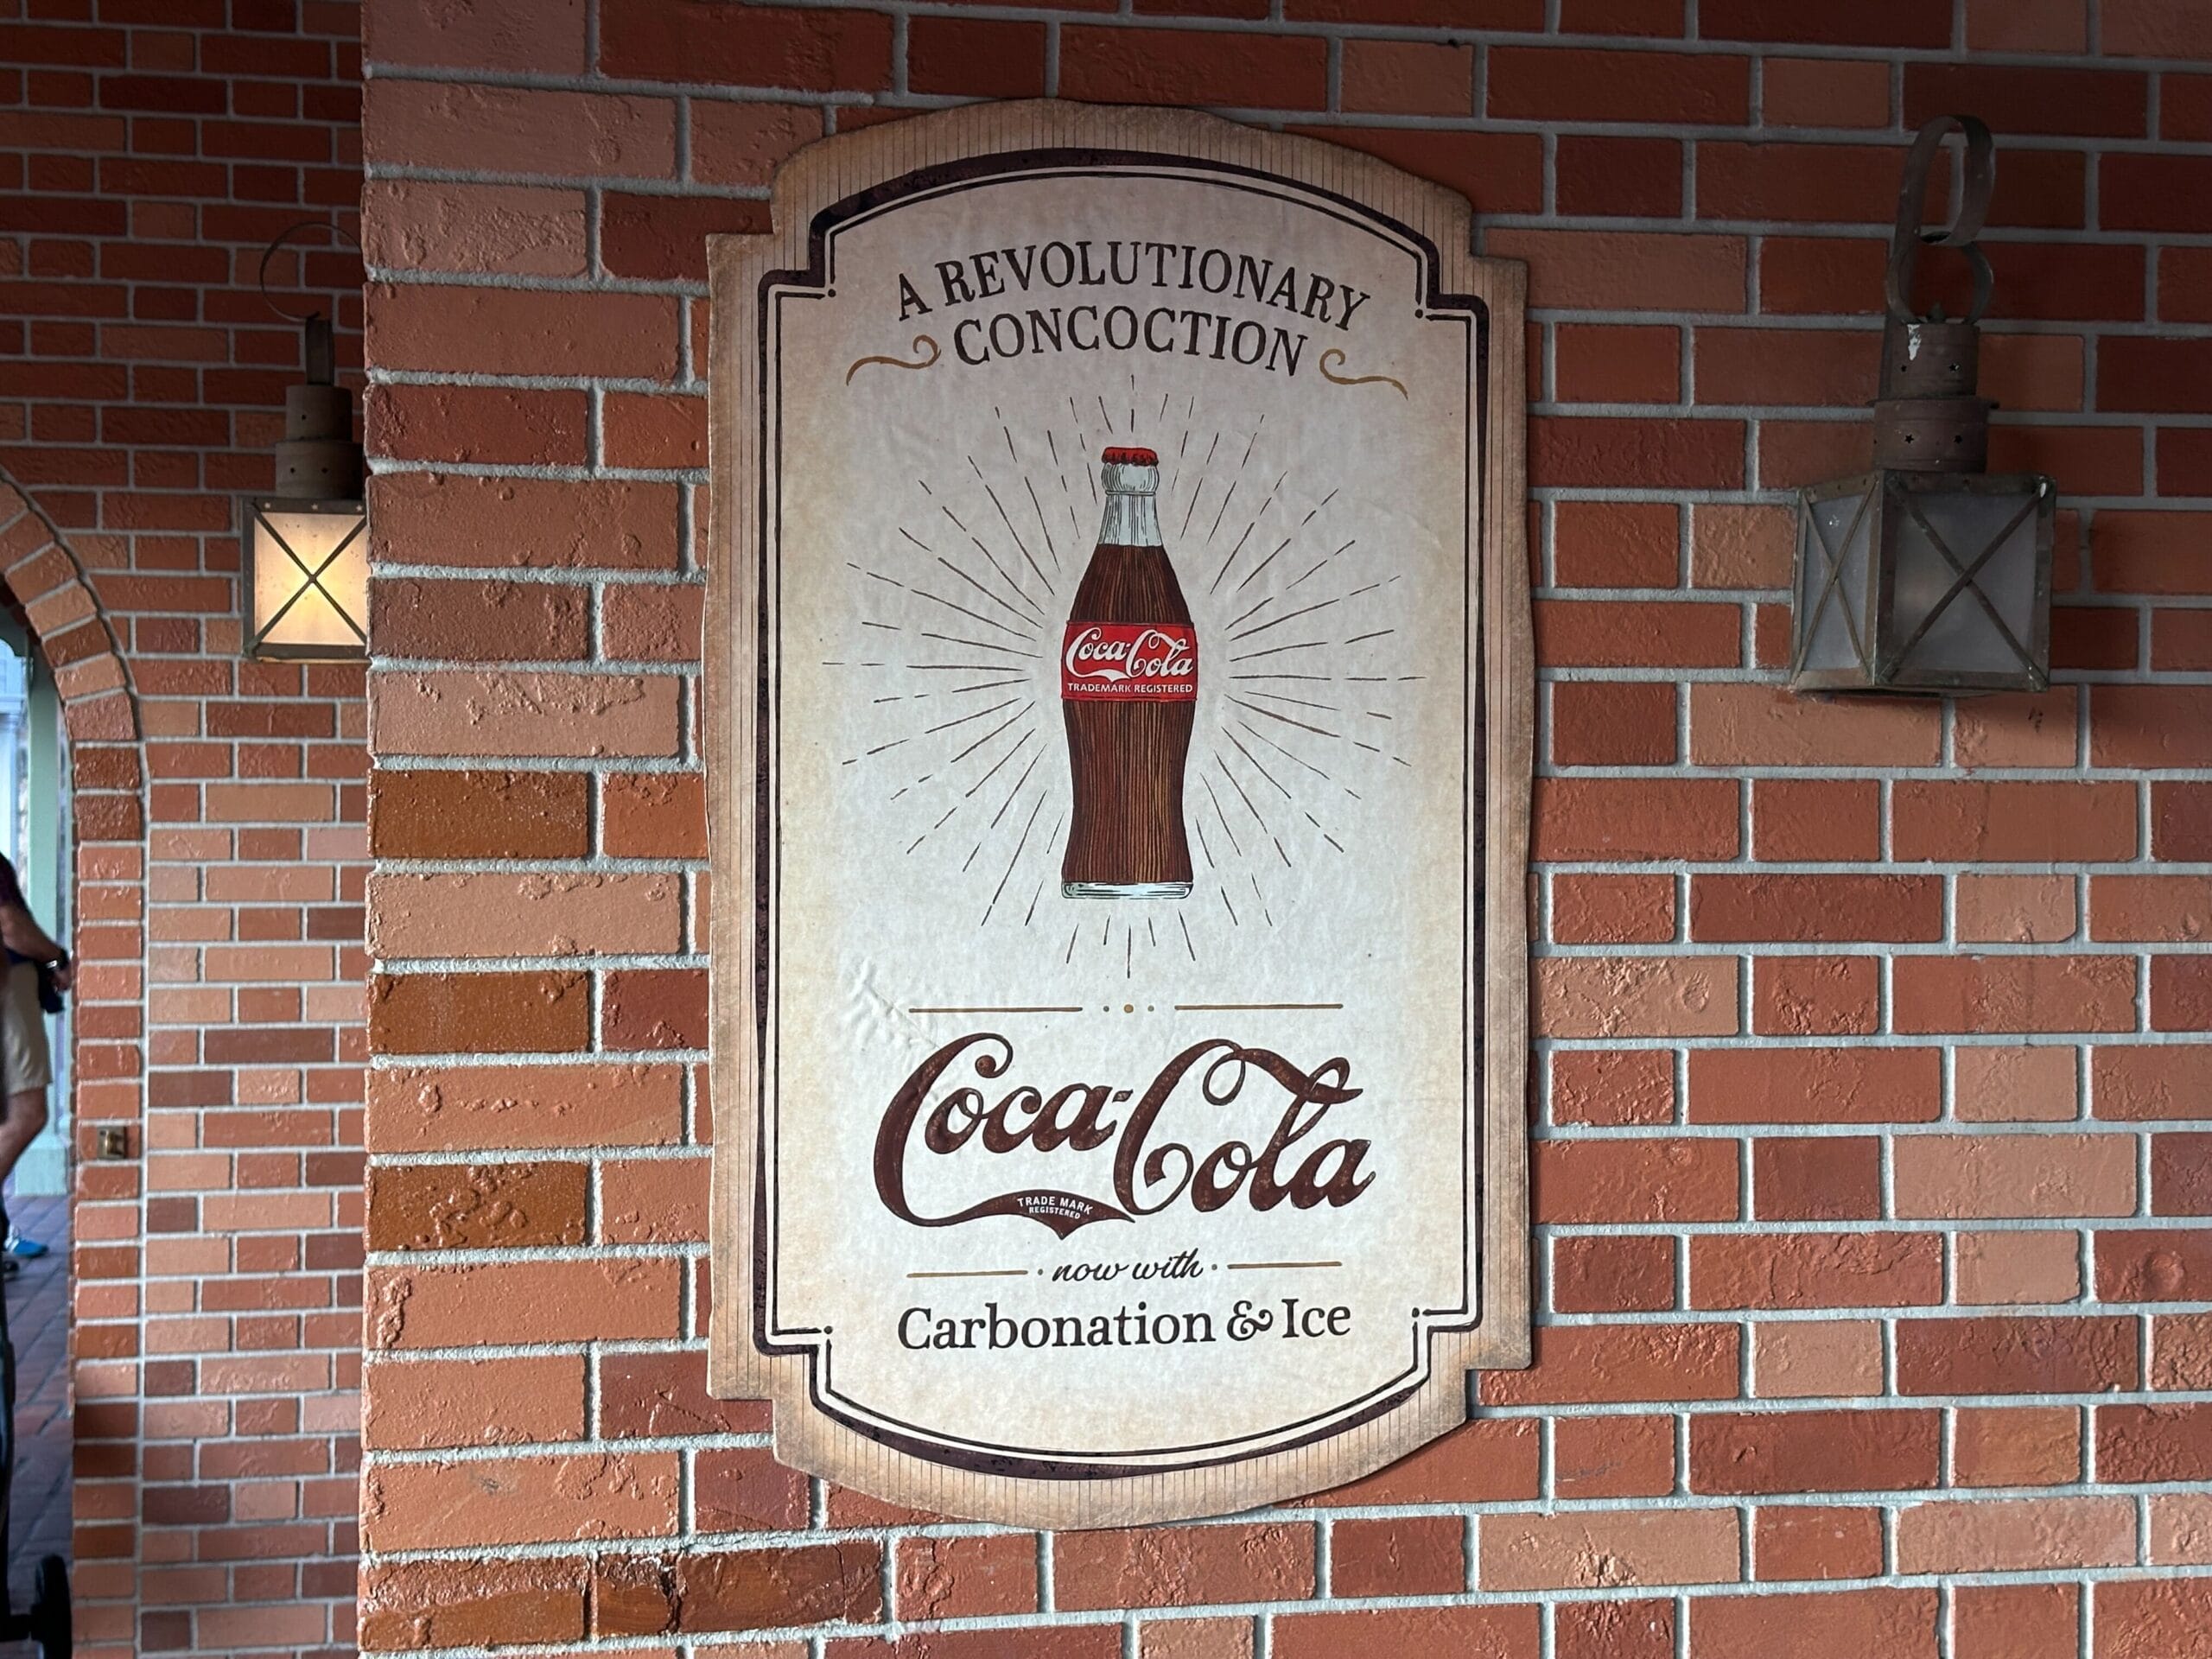 A REVOLUTIONARY
CONCOCTION
Coca-Cola
TRADEMARK REGISTERED
Coca-Cola
TRADE MARK
REGISTERED
now with
Carbonation & Ice